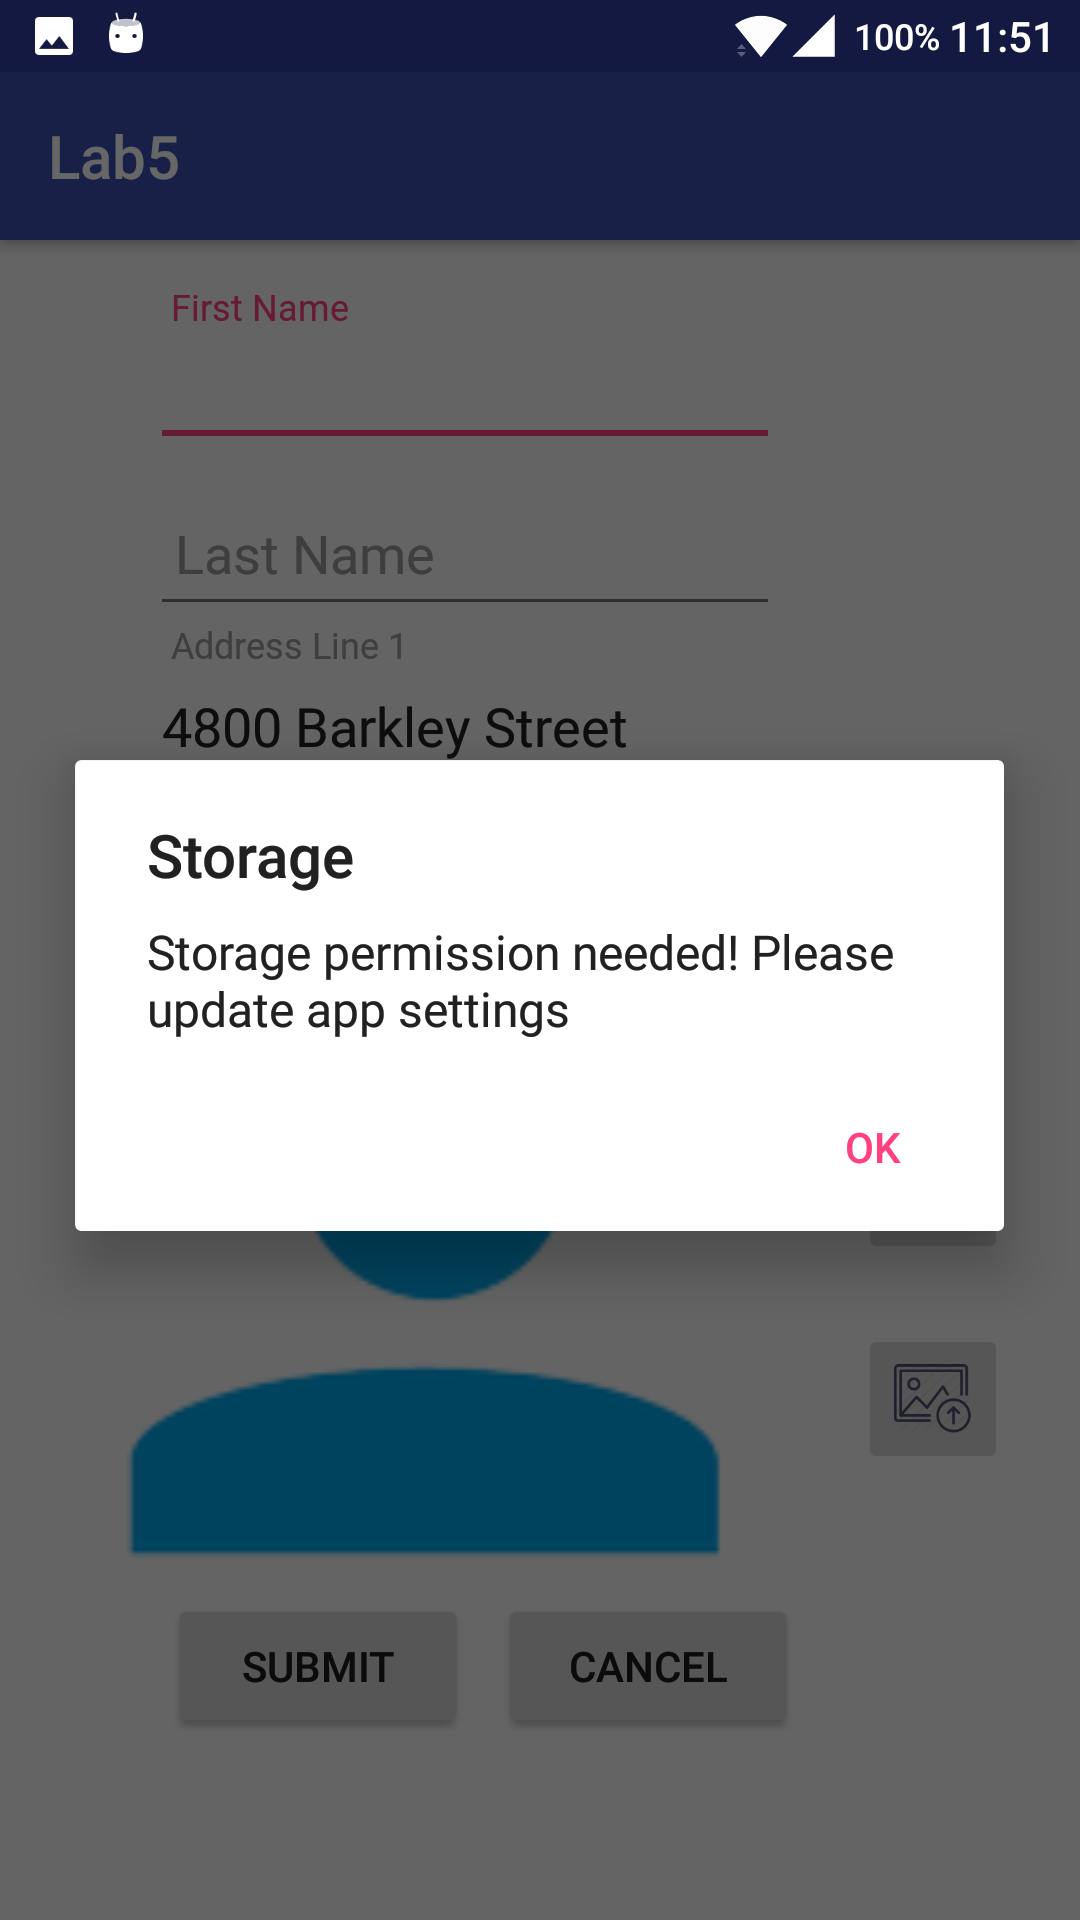 100% 11:51
Lab5
First Name
Last Name
Address Line 1
4800 Barkley Street
Storage
Storage permission needed! Please
update app settings
OK
SUBMIT CANCEL